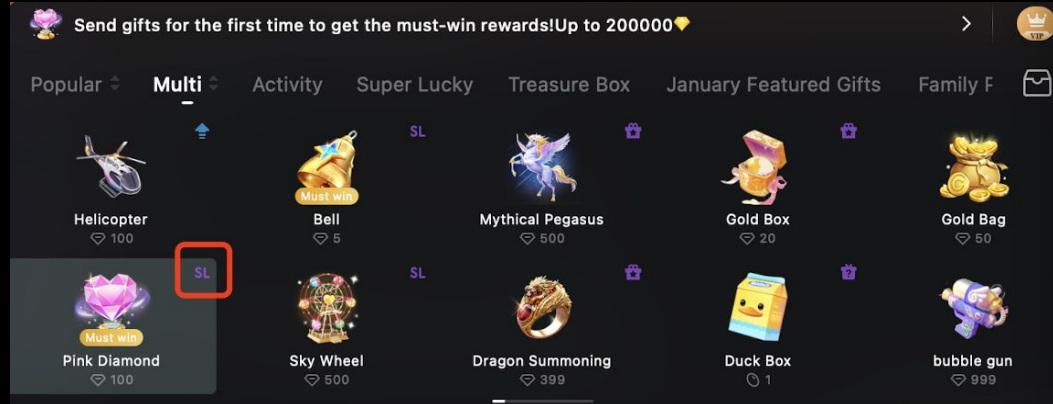 Send gifts for the first time to get the must-win rewards!Up to 200000
VIP
Popular Multi Activity Super Lucky Treasure Box January Featured Gifts Family F
SL
Must win
Helicopter Bell Mythical Pegasus Gold Box Gold Bag
100 5 500 20 50
SL SL
Must win
Pink Diamond Sky Wheel Dragon Summoning Duck Box bubble gun
100 500 399 1 999